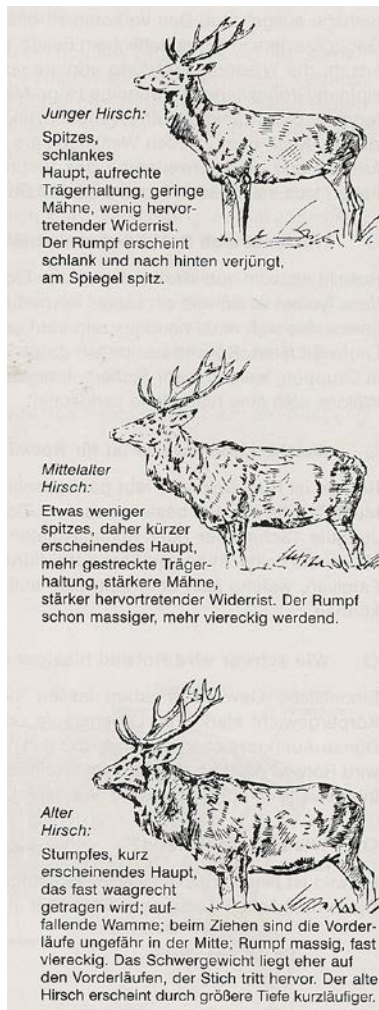 Junger Hirsch:
Spitzes,
schlankes
Haupt, aufrechte
Trägerhaltung, geringe
Mähne, wenig hervor-
tretender Widerrist.
Der Rumpf erscheint
schlank und nach hinten verjüngt,
am Spiegel spitz.
Mittelalter
Hirsch:
Etwas weniger
spitzes, daher kürzer
erscheinendes Haupt,
mehr gestreckte Träger-
haltung, stärkere Mähne,
stärker hervortretender Widerrist. Der Rumpf
schon massiger, mehr viereckig werdend.
Alter
Hirsch:
Stumpfes, kurz
erscheinendes Haupt,
das fast waagrecht
getragen wird; auf-
fallende Wamme; beim Ziehen sind die Vorder-
läufe ungefähr in der Mitte; Rumpf massig, fast
viereckig. Das Schwergewicht liegt eher auf
den Vorderläufen, der Stich tritt hervor. Der alte
Hirsch erscheint durch größere Tiefe kurzläufiger.